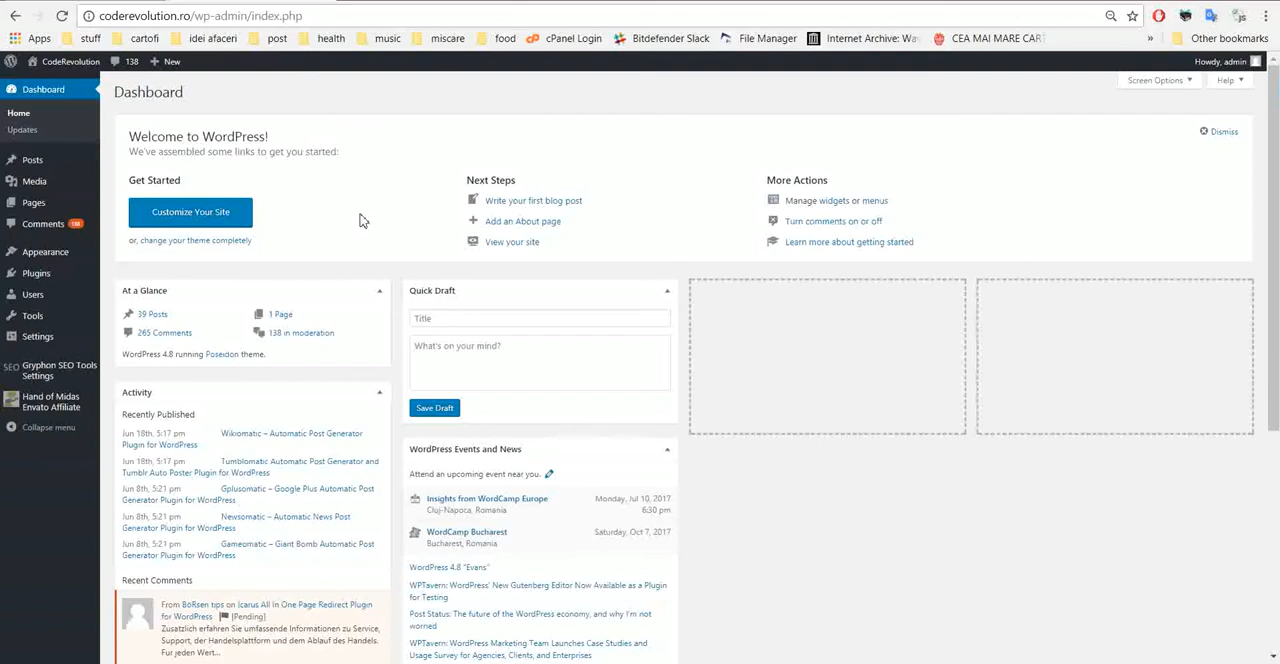 coderevolution.ro/wp-admin/index.php
Apps stuff cartofi idei afaceri post health music miscare food cPanel Login Bitdefender Slack File Manager Internet Archive: Wa CEA MAI MARE CAR » Other bookmarks
CodeRevolution 138 + New Howdy, admin
Dashboard
Home
Updates
Posts
Media
Pages
Comments 138
Appearance
Plugins
Users
Tools
Settings
SEO Gryphon SEO Tools
Settings
Hand of Midas
Envato Affiliate
Collapse menu
Dashboard
Screen Options ▼ Help ▼
Welcome to WordPress!
We've assembled some links to get you started:
Dismiss
Get Started
Customize Your Site
or, change your theme completely
Next Steps
Write your first blog post
Add an About page
View your site
More Actions
Manage widgets or menus
Turn comments on or off
Learn more about getting started
At a Glance
39 Posts 1 Page
265 Comments 138 in moderation
WordPress 4.8 running Poseidon theme.
Activity
Recently Published
Jun 18th, 5:17 pm Wikiomatic – Automatic Post Generator
Plugin for WordPress
Jun 18th, 5:17 pm Tumblomatic Automatic Post Generator and
Tumblr Auto Poster Plugin for WordPress
Jun 8th, 5:21 pm Gplusomatic – Google Plus Automatic Post
Generator Plugin for WordPress
Jun 8th, 5:21 pm Newsomatic – Automatic News Post
Generator Plugin for WordPress
Jun 8th, 5:21 pm Gameomatic – Giant Bomb Automatic Post
Generator Plugin for WordPress
Recent Comments
From BöRsen tips on Icarus All In One Page Redirect Plugin
for WordPress [Pending]
Zusatzlich erfahren Sie umfassende Informationen zu Service,
Support, der Handelsplattform und dem Ablauf des Handels.
Fur jeden Wert...
Quick Draft
Title
What's on your mind?
Save Draft
WordPress Events and News
Attend an upcoming event near you.
Insights from WordCamp Europe Monday, Jul 10, 2017
Cluj-Napoca, Romania 6:30 pm
WordCamp Bucharest Saturday, Oct 7, 2017
Bucharest, Romania
WordPress 4.8 "Evans"
WPTavern: WordPress' New Gutenberg Editor Now Available as a Plugin
for Testing
Post Status: The future of the WordPress economy, and why I'm not
worried
WPTavern: WordPress Marketing Team Launches Case Studies and
Usage Survey for Agencies, Clients, and Enterprises